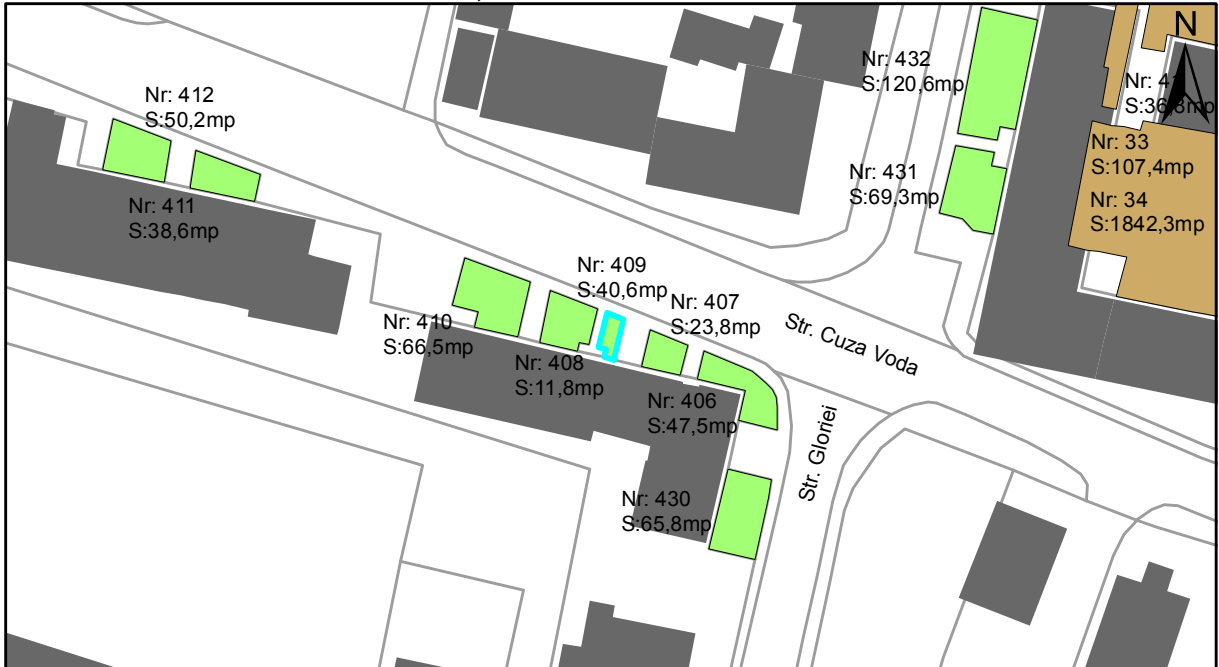 N
Nr: 432
S:120,6mp
Nr: 412
S:50,2mp
S:36,8mp
Nr: 33
S:107,4mp
Nr: 431
S:69,3mp
Nr: 34
S:1842,3mp
Nr: 411
S:38,6mp
Nr: 409
S:40,6mp
Nr: 407
S:23,8mp
Nr: 410
S:66,5mp
Str. Cuza Voda
Nr: 408
S:11,8mp
Nr: 406
S:47,5mp
Str. Gloriei
Nr: 430
S:65,8mp